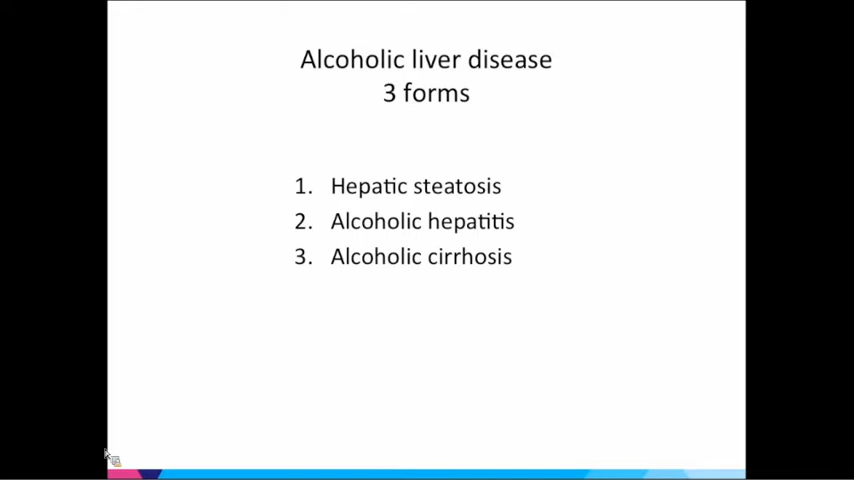 Alcoholic liver disease
3 forms
1. Hepatic steatosis
2. Alcoholic hepatitis
3. Alcoholic cirrhosis